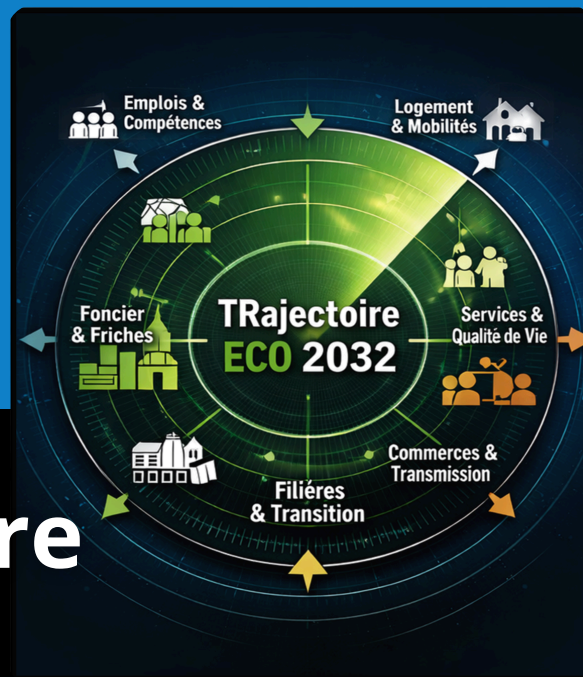 Emplois &
Compétences
Logement
& Mobilités
Foncier
& Friches
TRajectoire
ECO 2032
Services &
Qualité de Vie
Commerces &
Transmission
Filiéres
& Transition
re